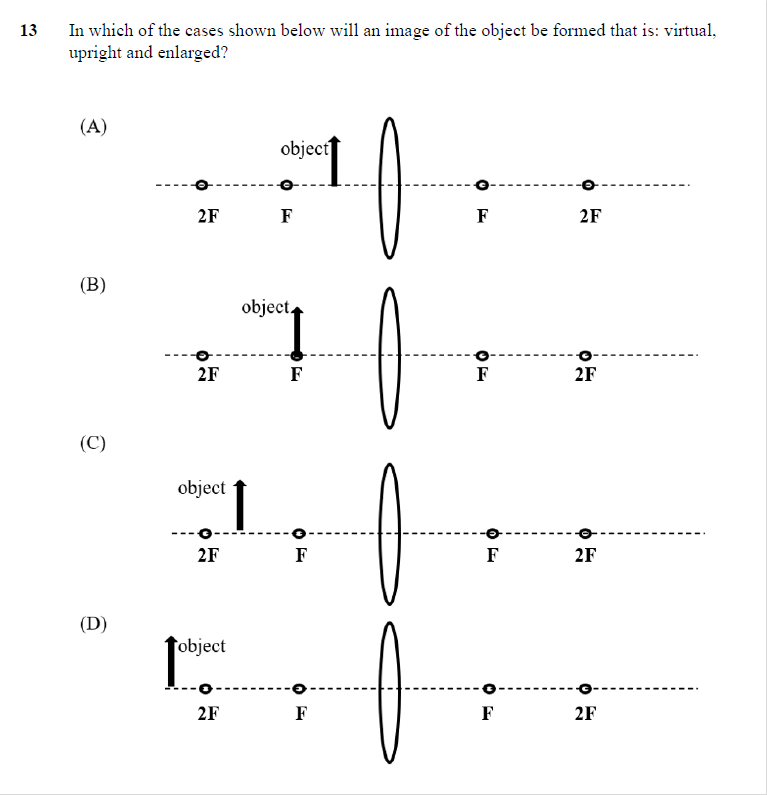 13 In which of the cases shown below will an image of the object be formed that is: virtual,
upright and enlarged?
(A)
object
2F F F 2F
(B)
object
2F F F 2F
(C)
object
2F F F 2F
(D)
object
2F F F 2F